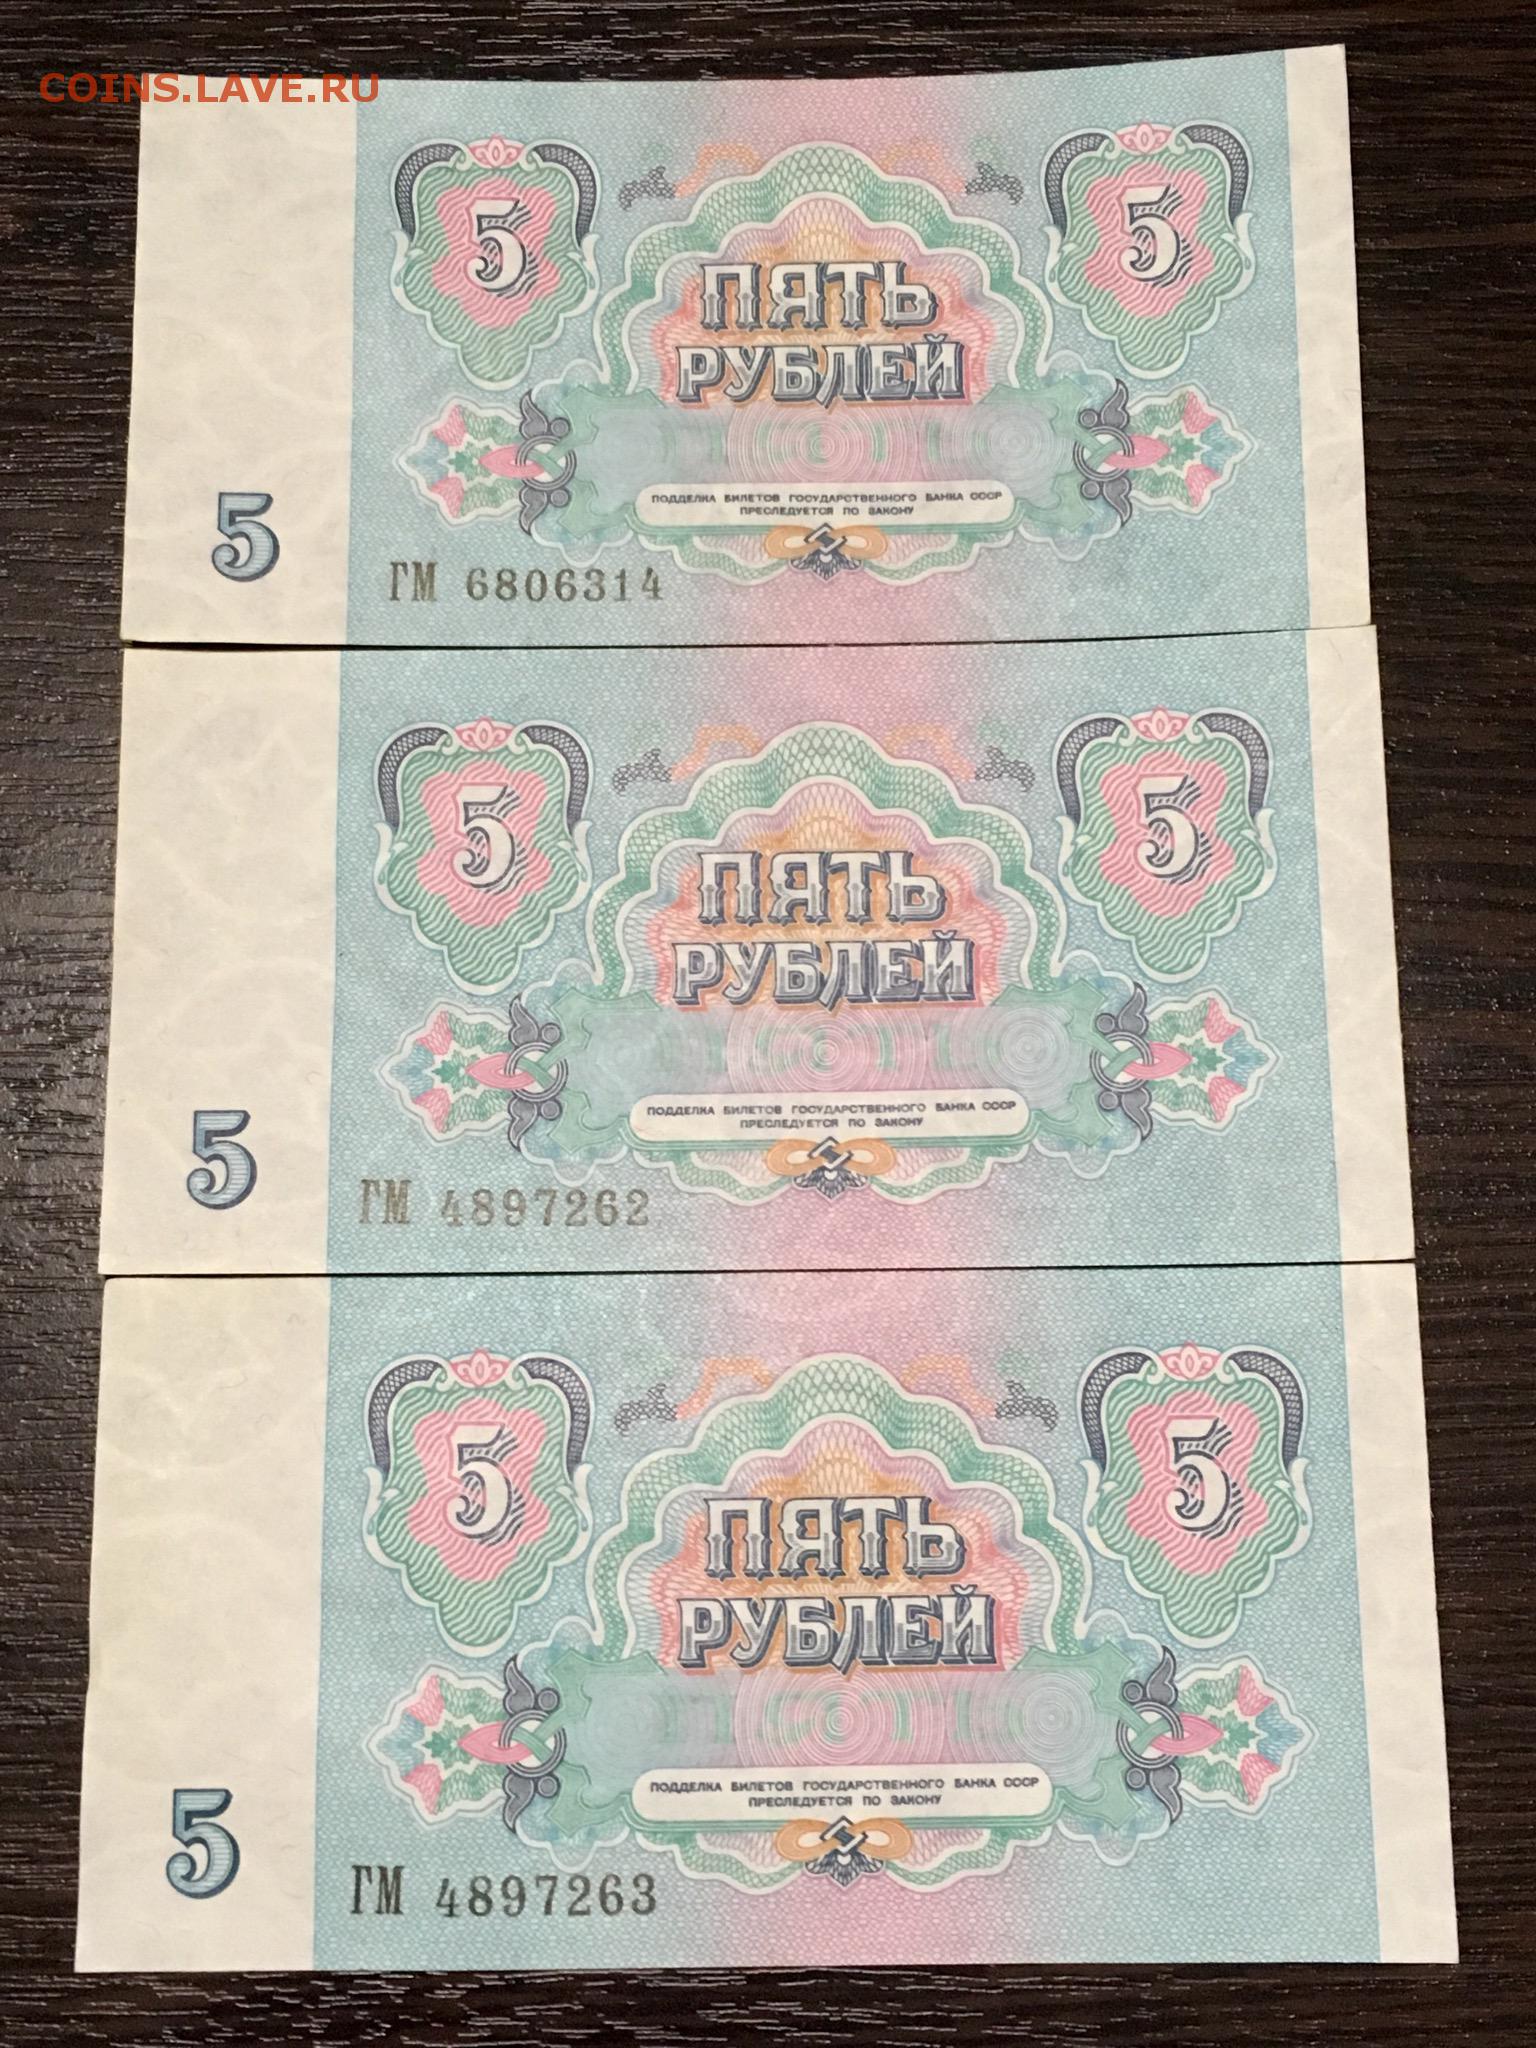 COINS.LAVE.RU
5
5
ПЯТЬ
РУБЛЕЙ
ПОДДЕЛКА БИЛЕТОВ ГОСУДАРСТВЕННОГО БАНКА СССР
ПРЕСЛЕДУЕТСЯ ПО ЗАКОНУ
5
ГМ 6806314
5
5
ПЯТЬ
РУБЛЕЙ
ПОДДЕЛКА БИЛЕТОВ ГОСУДАРСТВЕННОГО БАНКА СССР
ПРЕСЛЕДУЕТСЯ ПО ЗАКОНУ
5
ГМ 4897262
5
5
ПЯТЬ
РУБЛЕЙ
ПОДДЕЛКА БИЛЕТОВ ГОСУДАРСТВЕННОГО БАНКА СССР
ПРЕСЛЕДУЕТСЯ ПО ЗАКОНУ
5
ГМ 4897263